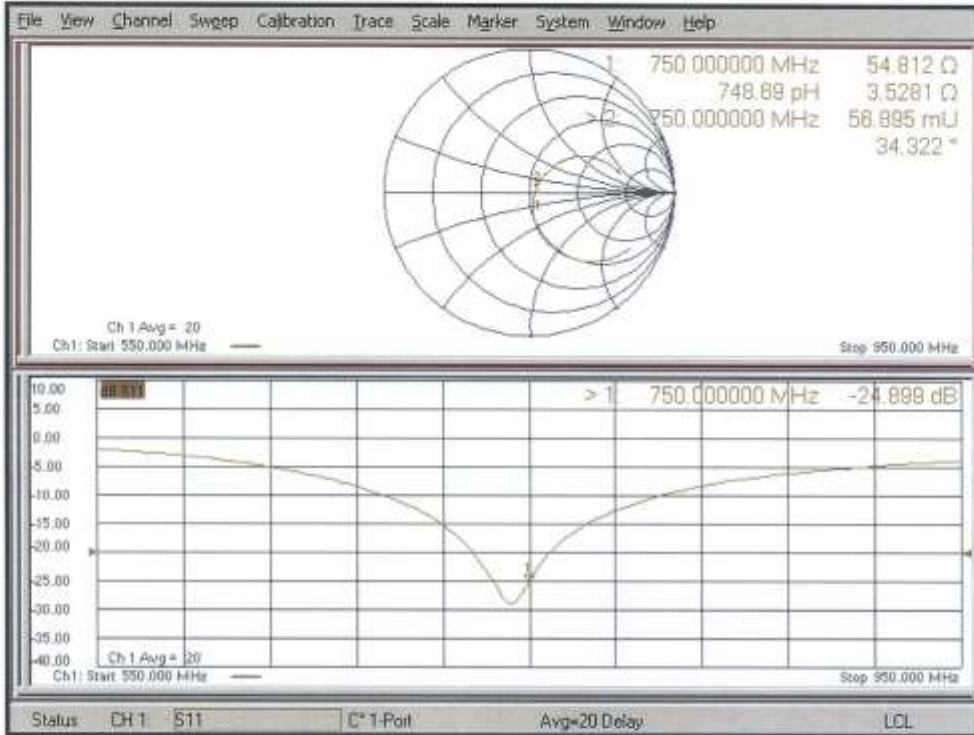 File View Channel Sweep Calibration Trace Scale Marker System Window Help
1: 750.000000 MHz 54.812 Ω
748.69 pH 3.5281 Ω
> 2: 750.000000 MHz 56.895 mU
34.322 °
Ch 1 Avg = 20
Ch1: Start 550.000 MHz
Stop 950.000 MHz
10.00
dB S11
> 1: 750.000000 MHz -24.899 dB
5.00
0.00
-5.00
-10.00
-15.00
-20.00
-25.00
1
-30.00
-35.00
-40.00
Ch 1 Avg = 20
Ch1: Start 550.000 MHz
Stop 950.000 MHz
Status CH 1: S11 C* 1-Port Avg=20 Delay LCL